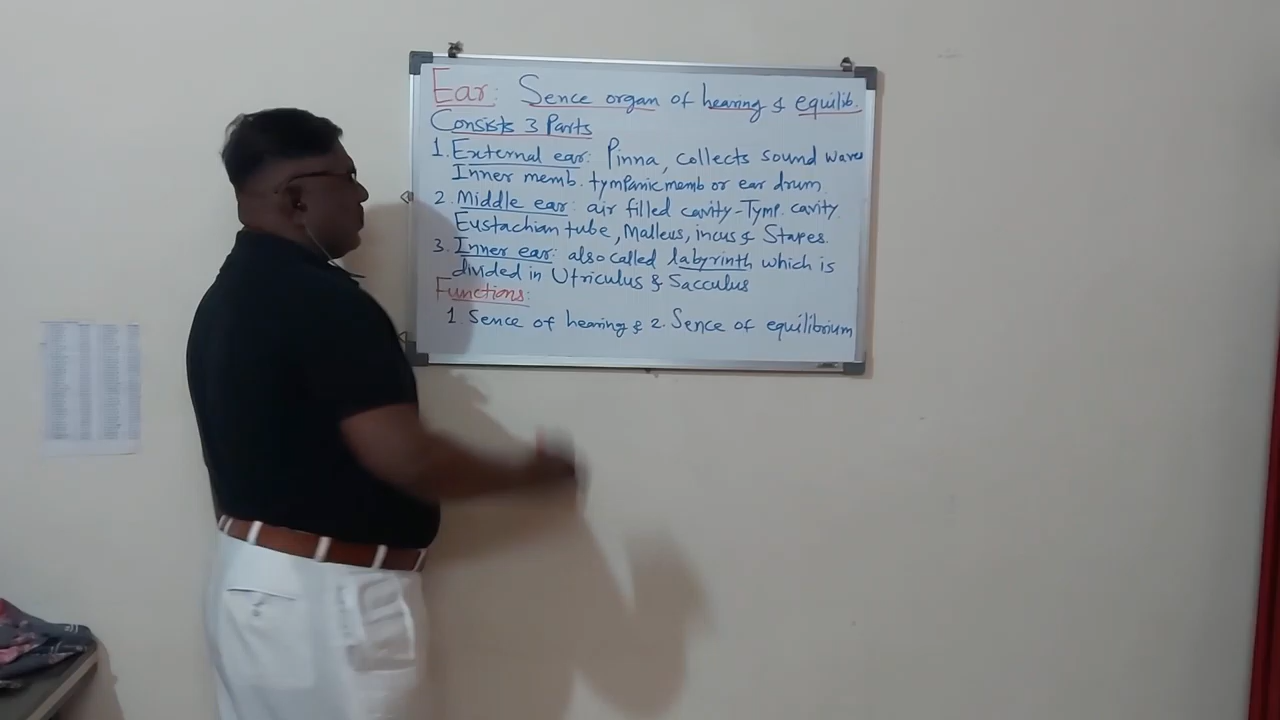 Ear: Sence organ of hearing & equilib.
Consists 3 Parts
1. External ear: Pinna, collects sound waves
Inner memb. tympanic memb or ear drum.
2. Middle ear: air filled cavity - Tymp. cavity.
Eustachian tube, Malleus, incus & Stapes.
3. Inner ear: also called labyrinth which is
divided in Utriculus & Sacculus
Functions:
1. Sence of hearing & 2. Sence of equilibrium